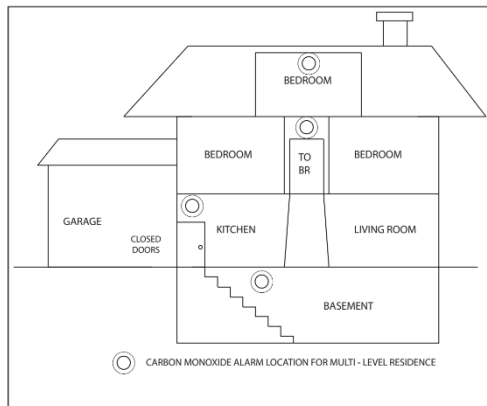 BEDROOM
BEDROOM
TO
BR
BEDROOM
GARAGE
CLOSED
DOORS
KITCHEN
LIVING ROOM
BASEMENT
CARBON MONOXIDE ALARM LOCATION FOR MULTI - LEVEL RESIDENCE